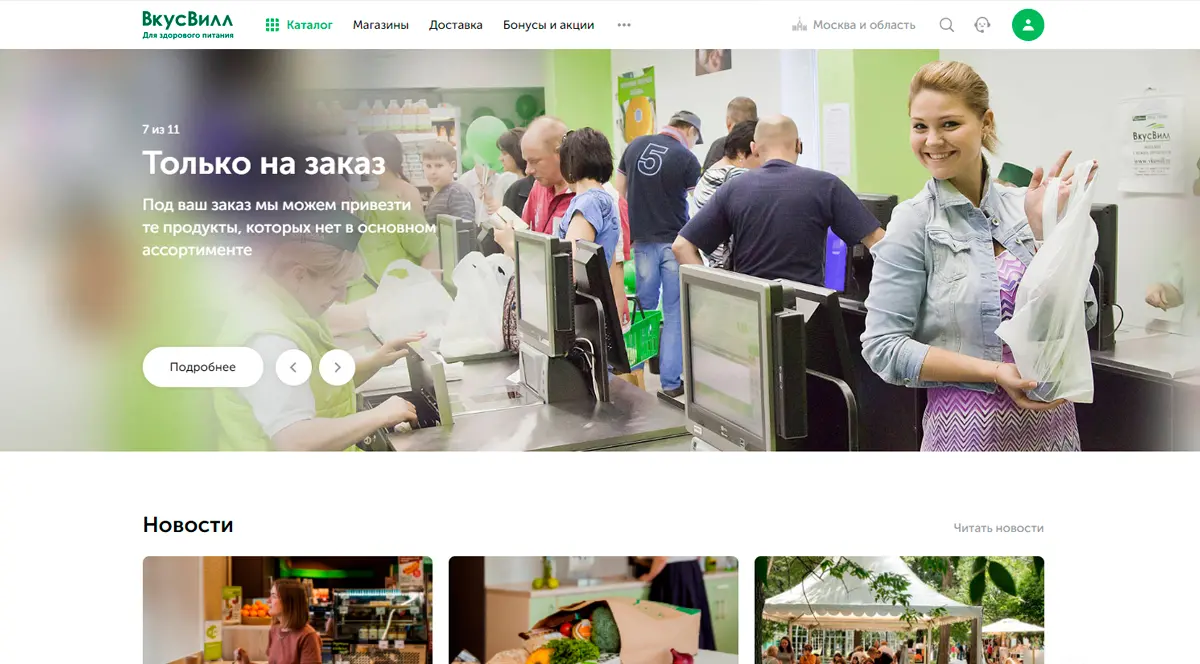 ВкусВилл
Для здорового питания
Каталог
Магазины
Доставка
Бонусы и акции
Москва и область
7 из 11
Только на заказ
Под ваш заказ мы можем привезти
те продукты, которых нет в основном
ассортименте
Подробнее
5
ВкусВилл
Новости
Читать новости